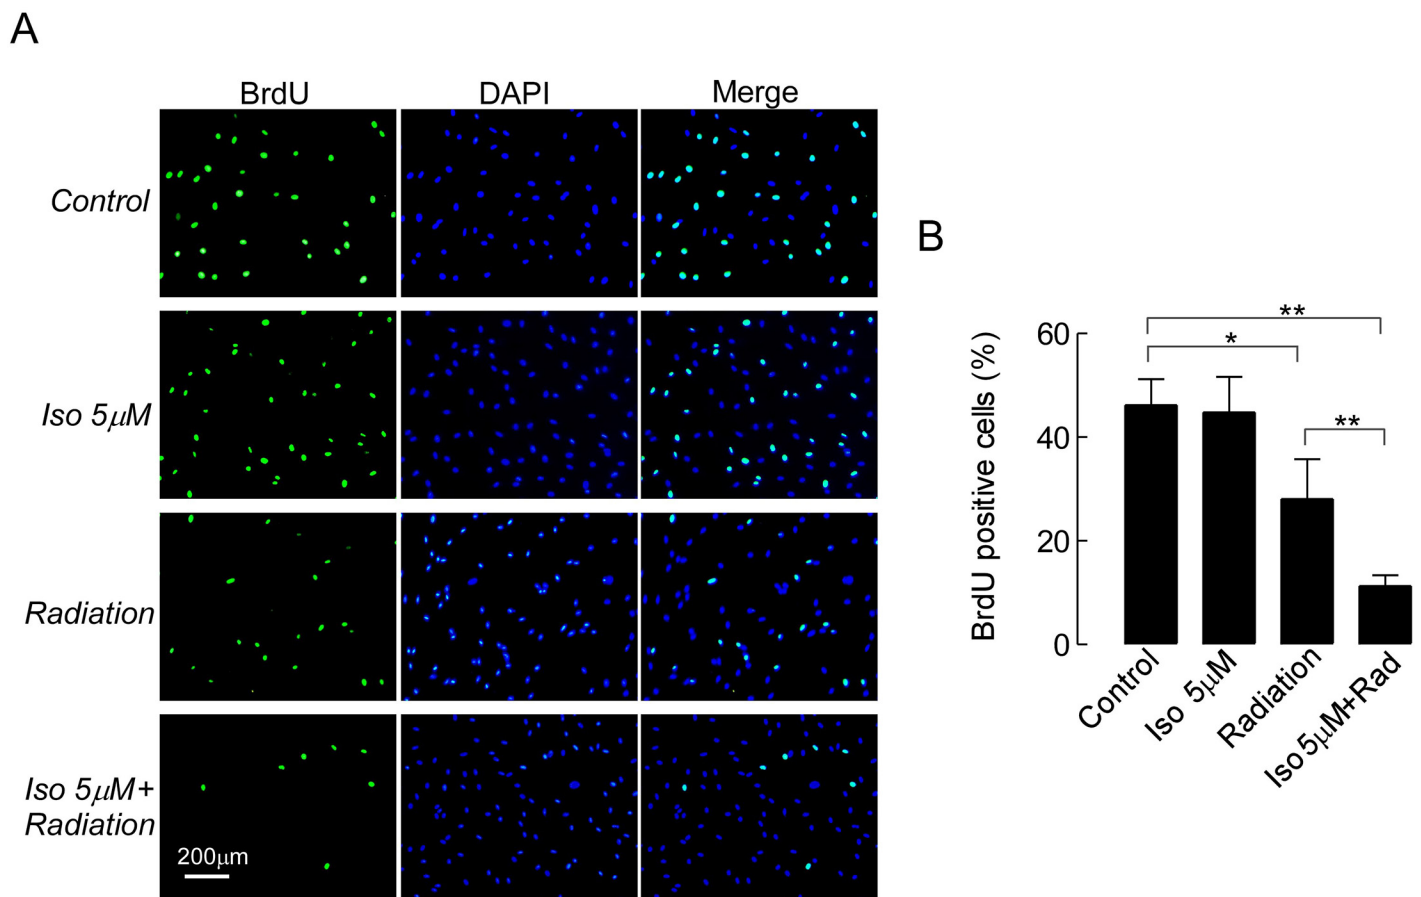 A
BrdU DAPI Merge
Control
Iso 5μM
Radiation
Iso 5μM+
Radiation
200μm
B
BrdU positive cells (%)
60
40
20
0
**
*
**
Control
Iso 5μM
Radiation
Iso 5μM+Rad